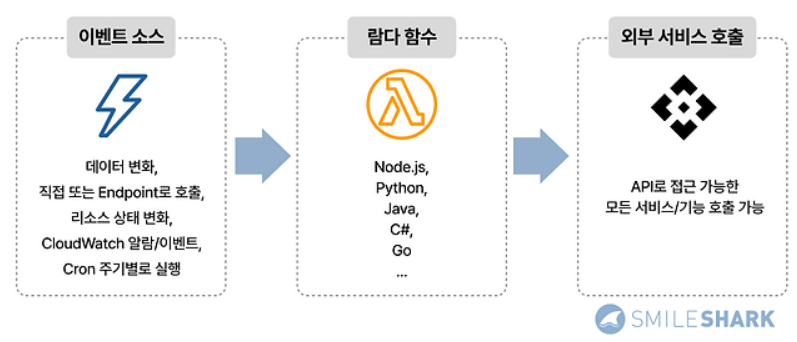 이벤트 소스
데이터 변화,
직접 또는 Endpoint로 호출,
리소스 상태 변화,
CloudWatch 알람/이벤트,
Cron 주기별로 실행
람다 함수
Node.js,
Python,
Java,
C#,
Go
...
외부 서비스 호출
API로 접근 가능한
모든 서비스/기능 호출 가능
SMILESHARK